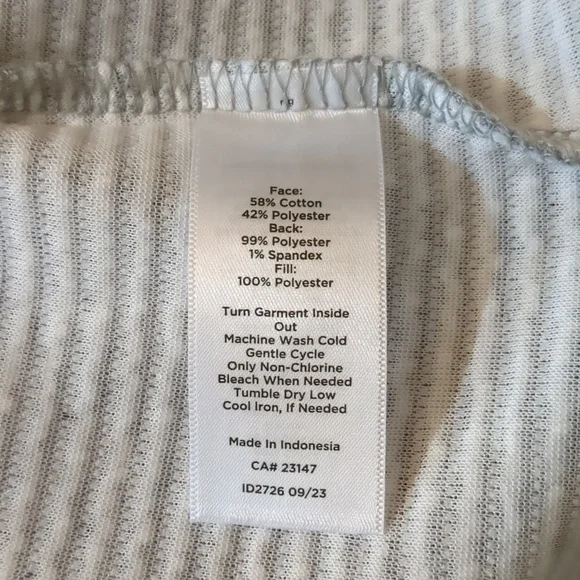 Face:
58% Cotton
42% Polyester
Back:
99% Polyester
1% Spandex
Fill:
100% Polyester
Turn Garment Inside
Out
Machine Wash Cold
Gentle Cycle
Only Non-Chlorine
Bleach When Needed
Tumble Dry Low
Cool Iron, If Needed
Made In Indonesia
CA# 23147
ID2726 09/23